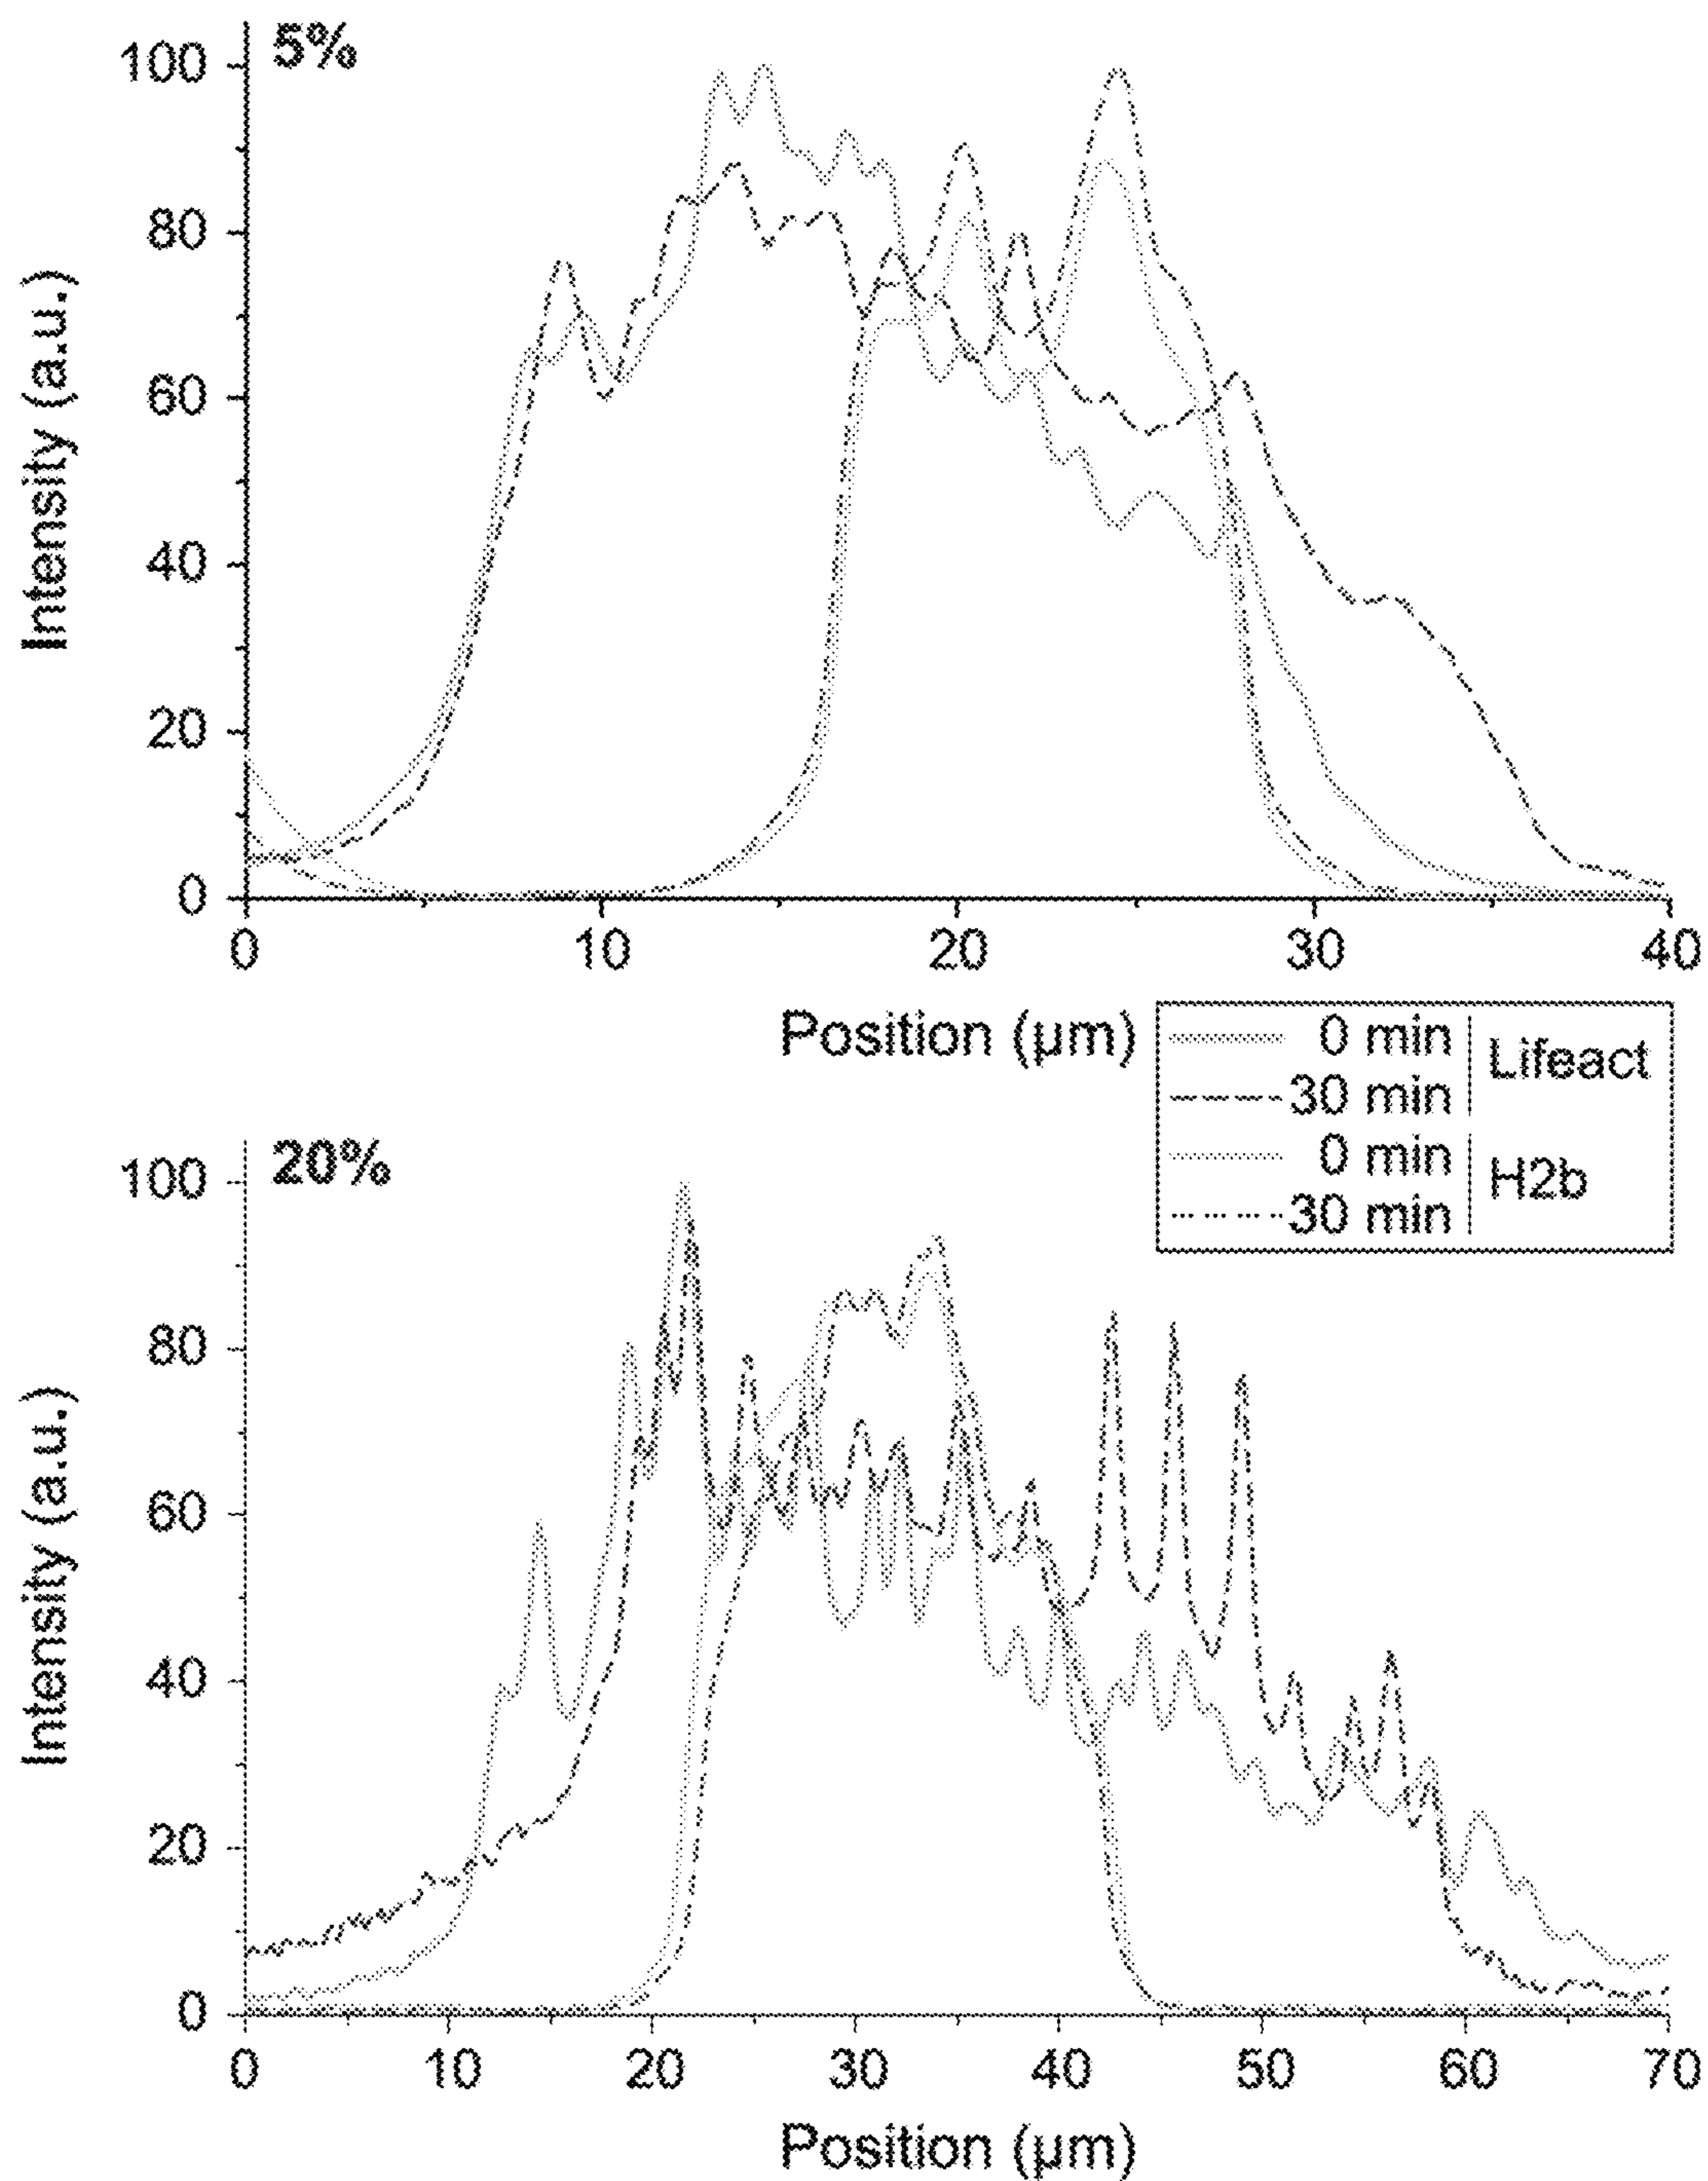 5%
100
80
60
40
20
0
Intensity (a.u.)
0 10 20 30 40
Position (µm)
0 min
30 min
Lifeact
0 min
30 min
H2b
20%
100
80
60
40
20
0
Intensity (a.u.)
0 10 20 30 40 50 60 70
Position (µm)